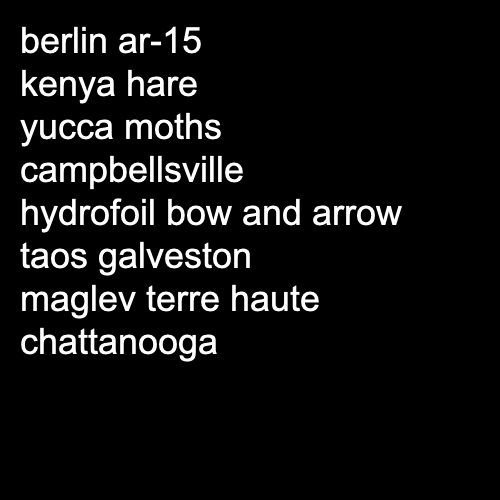 berlin ar-15
kenya hare
yucca moths
campbellsville
hydrofoil bow and arrow
taos galveston
maglev terre haute
chattanooga